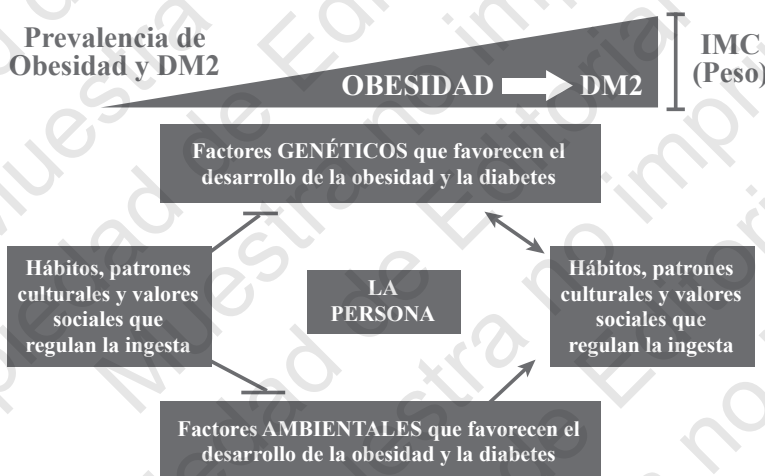 Prevalencia de
Obesidad y DM2
OBESIDAD DM2
IMC
(Peso)
Factores GENÉTICOS que favorecen el
desarrollo de la obesidad y la diabetes
Hábitos, patrones
culturales y valores
sociales que
regulan la ingesta
LA
PERSONA
Hábitos, patrones
culturales y valores
sociales que
regulan la ingesta
Factores AMBIENTALES que favorecen el
desarrollo de la obesidad y la diabetes